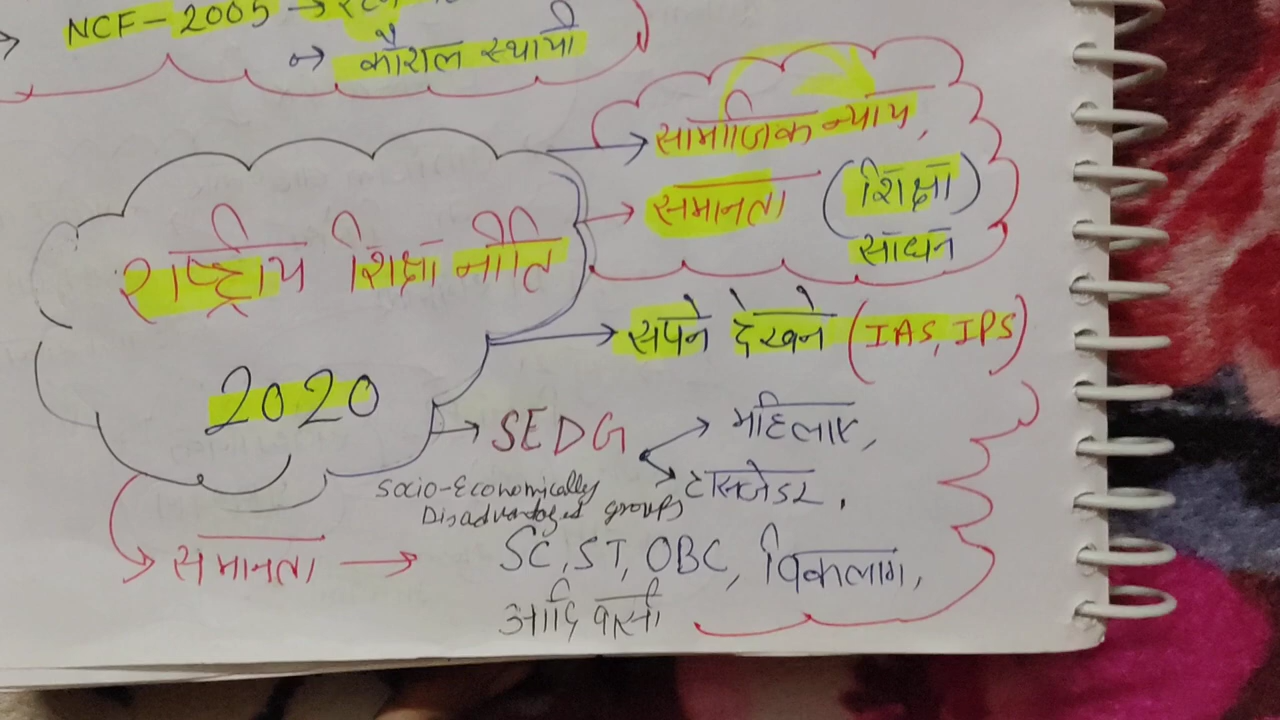 NCF-2005 →
→ कौशल स्थायी
→ सामाजिक न्याय,
राष्ट्रीय शिक्षा नीति 2020
→ समानता (शिक्षा)
साधन
→ सपने देखने (IAS, IPS)
→ SEDG → महिलाए,
→ ट्रासजेडर,
Socio-Economically
Disadvantaged groups
→ समानता → SC, ST, OBC, विकलाग,
आदि वासी